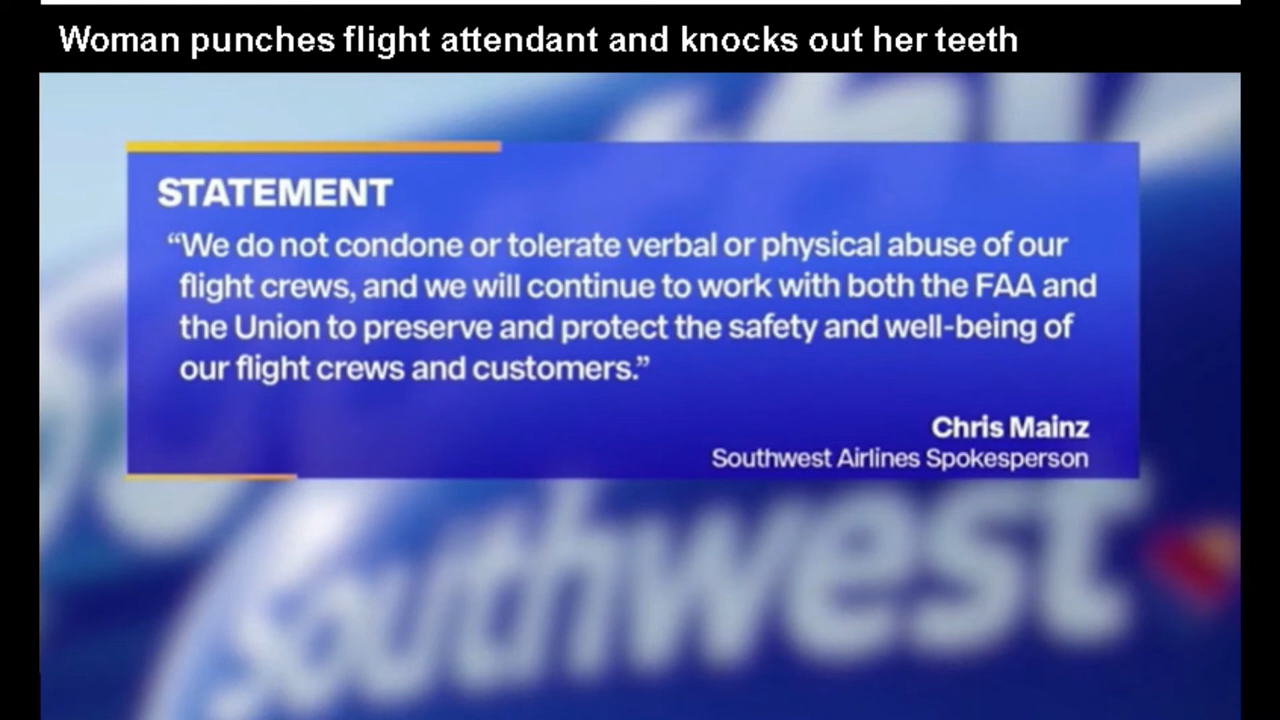 Woman punches flight attendant and knocks out her teeth
STATEMENT
“We do not condone or tolerate verbal or physical abuse of our
flight crews, and we will continue to work with both the FAA and
the Union to preserve and protect the safety and well-being of
our flight crews and customers.”
Chris Mainz
Southwest Airlines Spokesperson
Southwest